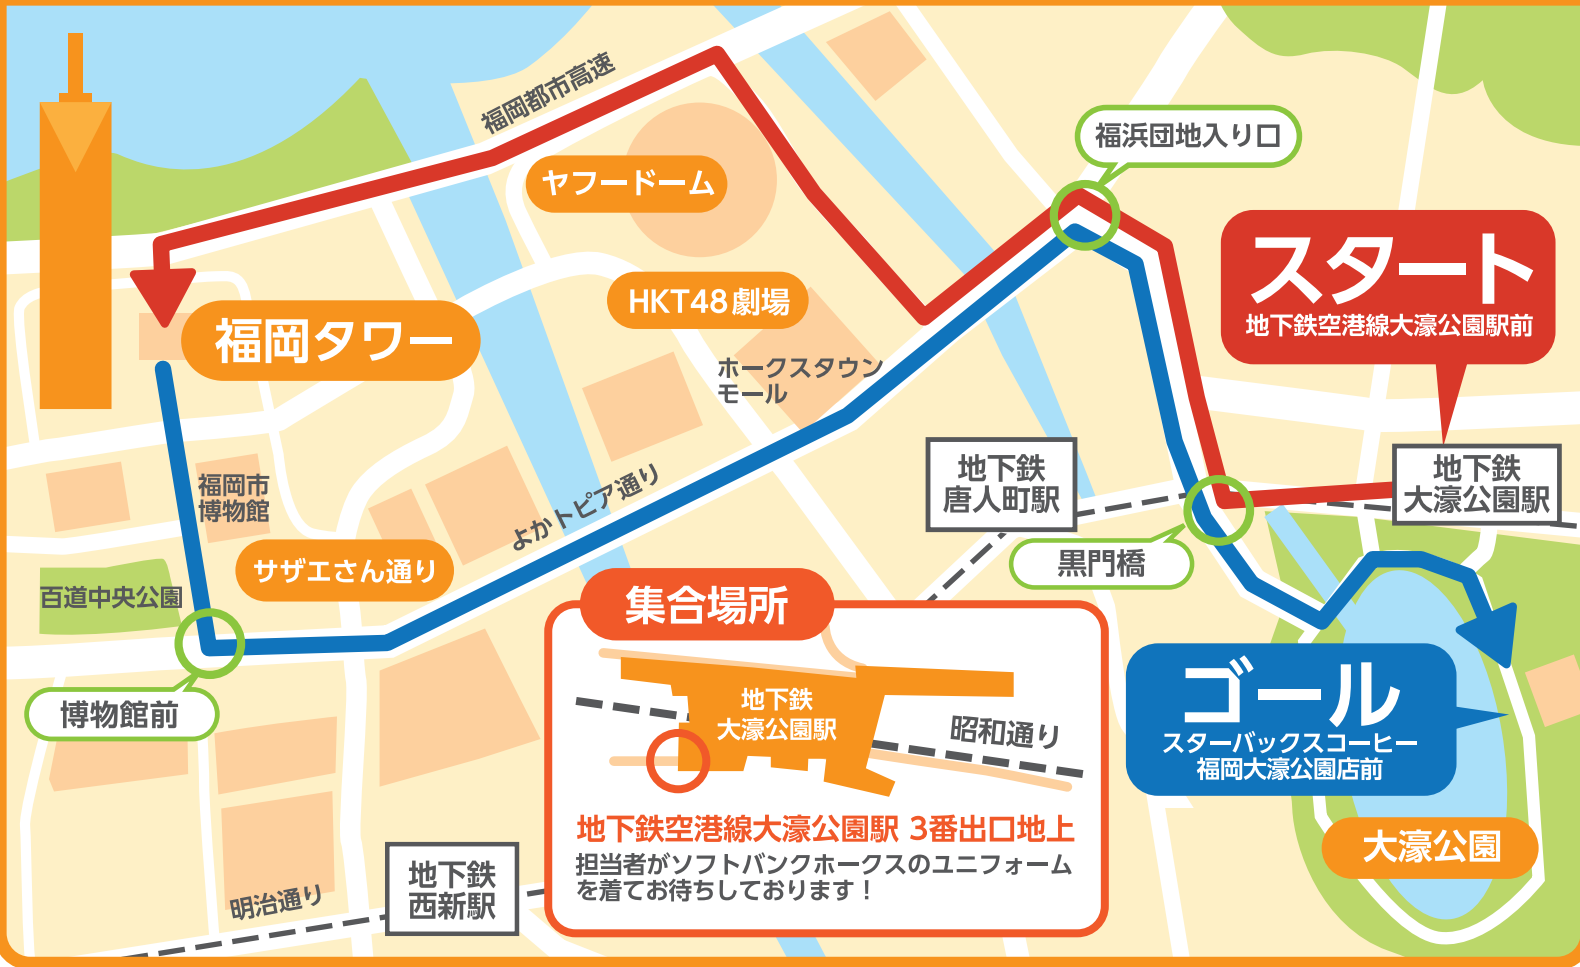 福岡都市高速
ヤフードーム
福浜団地入り口
スタート
地下鉄空港線大濠公園駅前
HKT48劇場
福岡タワー
ホークスタウン
モール
地下鉄
唐人町駅
地下鉄
大濠公園駅
福岡市
博物館
よかトピア通り
黒門橋
サザエさん通り
百道中央公園
博物館前
集合場所
地下鉄
大濠公園駅
昭和通り
地下鉄空港線大濠公園駅 3番出口地上
担当者がソフトバンクホークスのユニフォーム
を着てお待ちしております！
ゴール
スターバックスコーヒー
福岡大濠公園店前
大濠公園
地下鉄
西新駅
明治通り